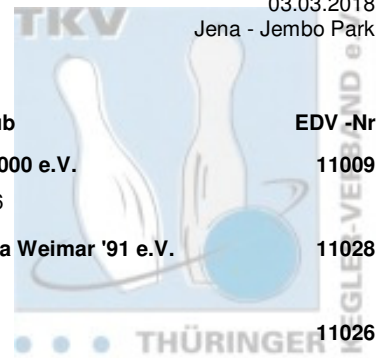 03.03.2018
TKV
Jena - Jembo Park
EDV -Nr
000 e.V.
11009
a Weimar '91 e.V.
11028
11026
THÜRINGER
KEGLER-VERBAND e.V.